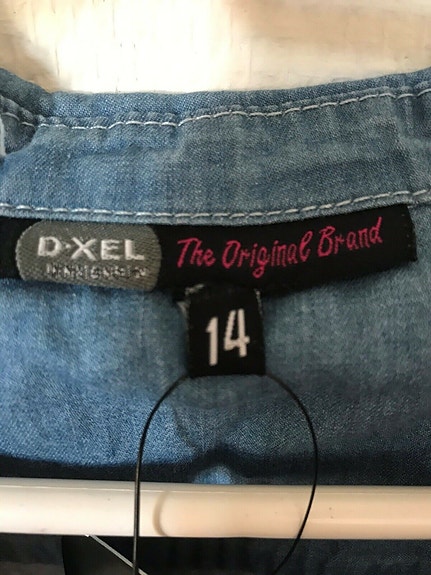 D-XEL The Original Brand
14